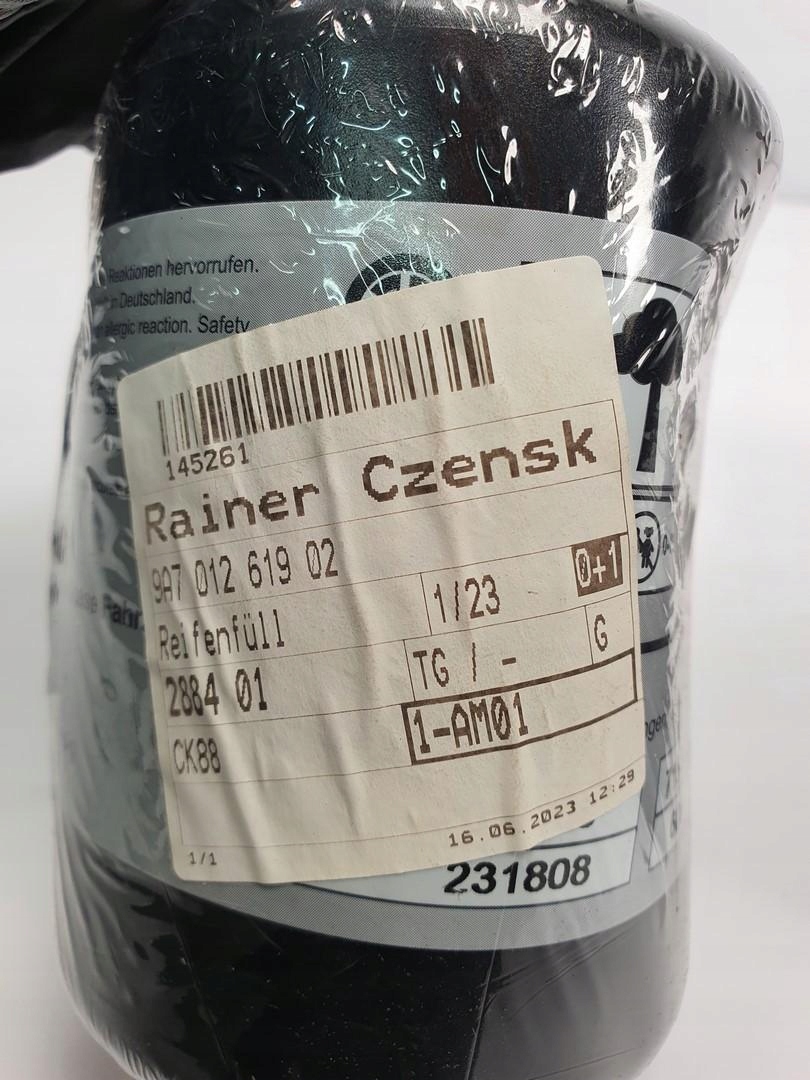 Reaktionen hervorrufen.
in Deutschland.
allergic reaction. Safety
145261
Rainer Czensk
9A7 012 619 02
0+1
Reifenfüll
1/23
2884 01
TG / -
G
CK88
1-AM01
1/1
16.06.2023 12:29
231808